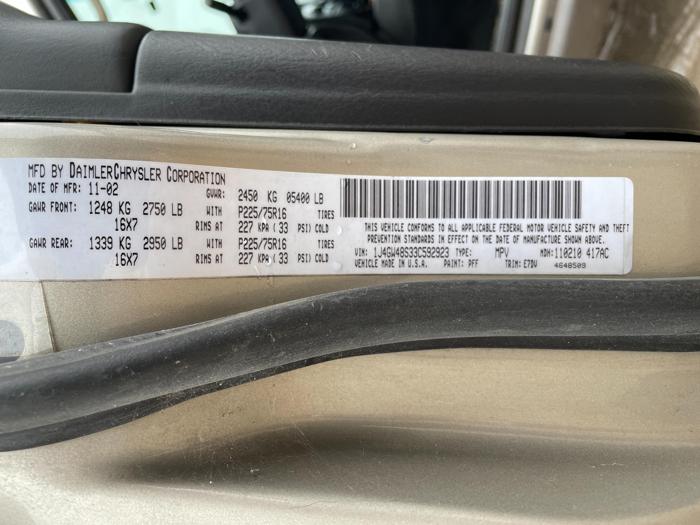 MFD BY DAIMLERCHRYSLER CORPORATION
DATE OF MFR: 11-02 GVWR: 2450 KG 05400 LB
GAWR FRONT: 1248 KG 2750 LB WITH P225/75R16 TIRES
16X7 RIMS AT 227 KPA ( 33 PSI) COLD
GAWR REAR: 1339 KG 2950 LB WITH P225/75R16 TIRES
16X7 RIMS AT 227 KPA ( 33 PSI) COLD
THIS VEHICLE CONFORMS TO ALL APPLICABLE FEDERAL MOTOR VEHICLE SAFETY AND THEFT
PREVENTION STANDARDS IN EFFECT ON THE DATE OF MANUFACTURE SHOWN ABOVE.
VIN: 1J4GW48S33C592923 TYPE: MPV MDH: 110210 417AC
VEHICLE MADE IN U.S.A. PAINT: PFF TRIM: E7DV 4648509